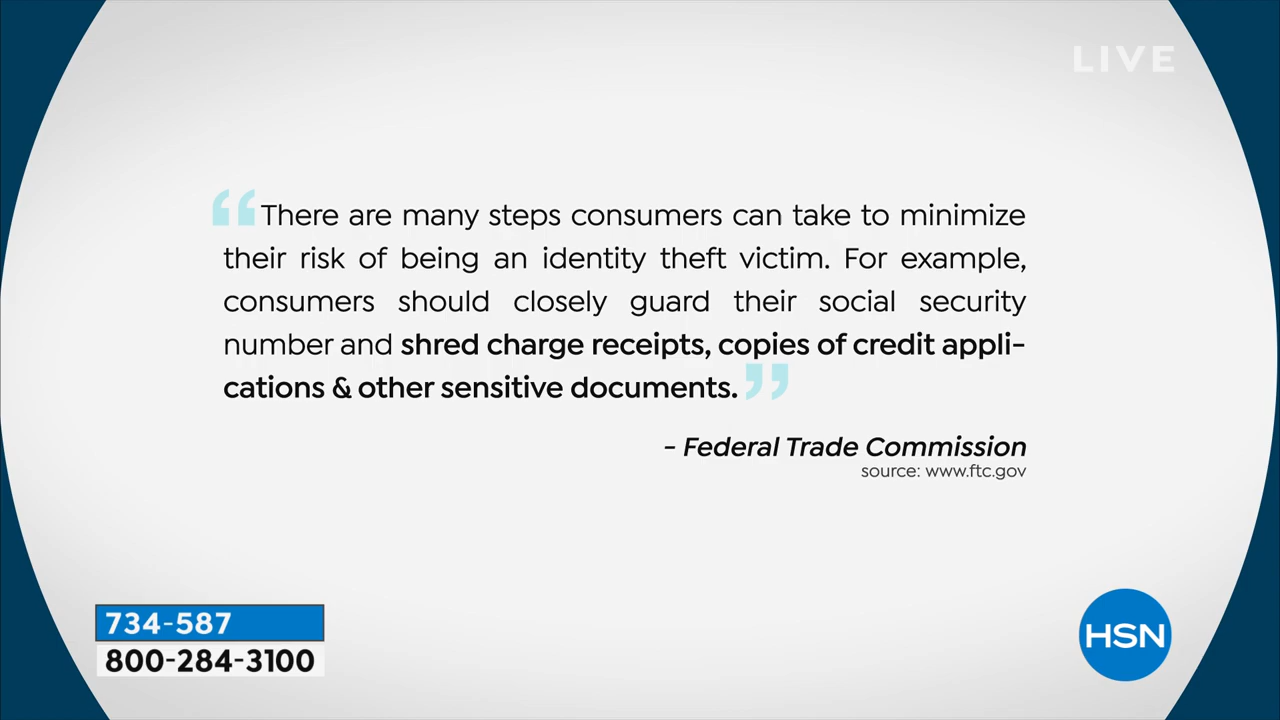 LIVE
“There are many steps consumers can take to minimize
their risk of being an identity theft victim. For example,
consumers should closely guard their social security
number and shred charge receipts, copies of credit appli-
cations & other sensitive documents.”
- Federal Trade Commission
source: www.ftc.gov
734-587
800-284-3100
HSN